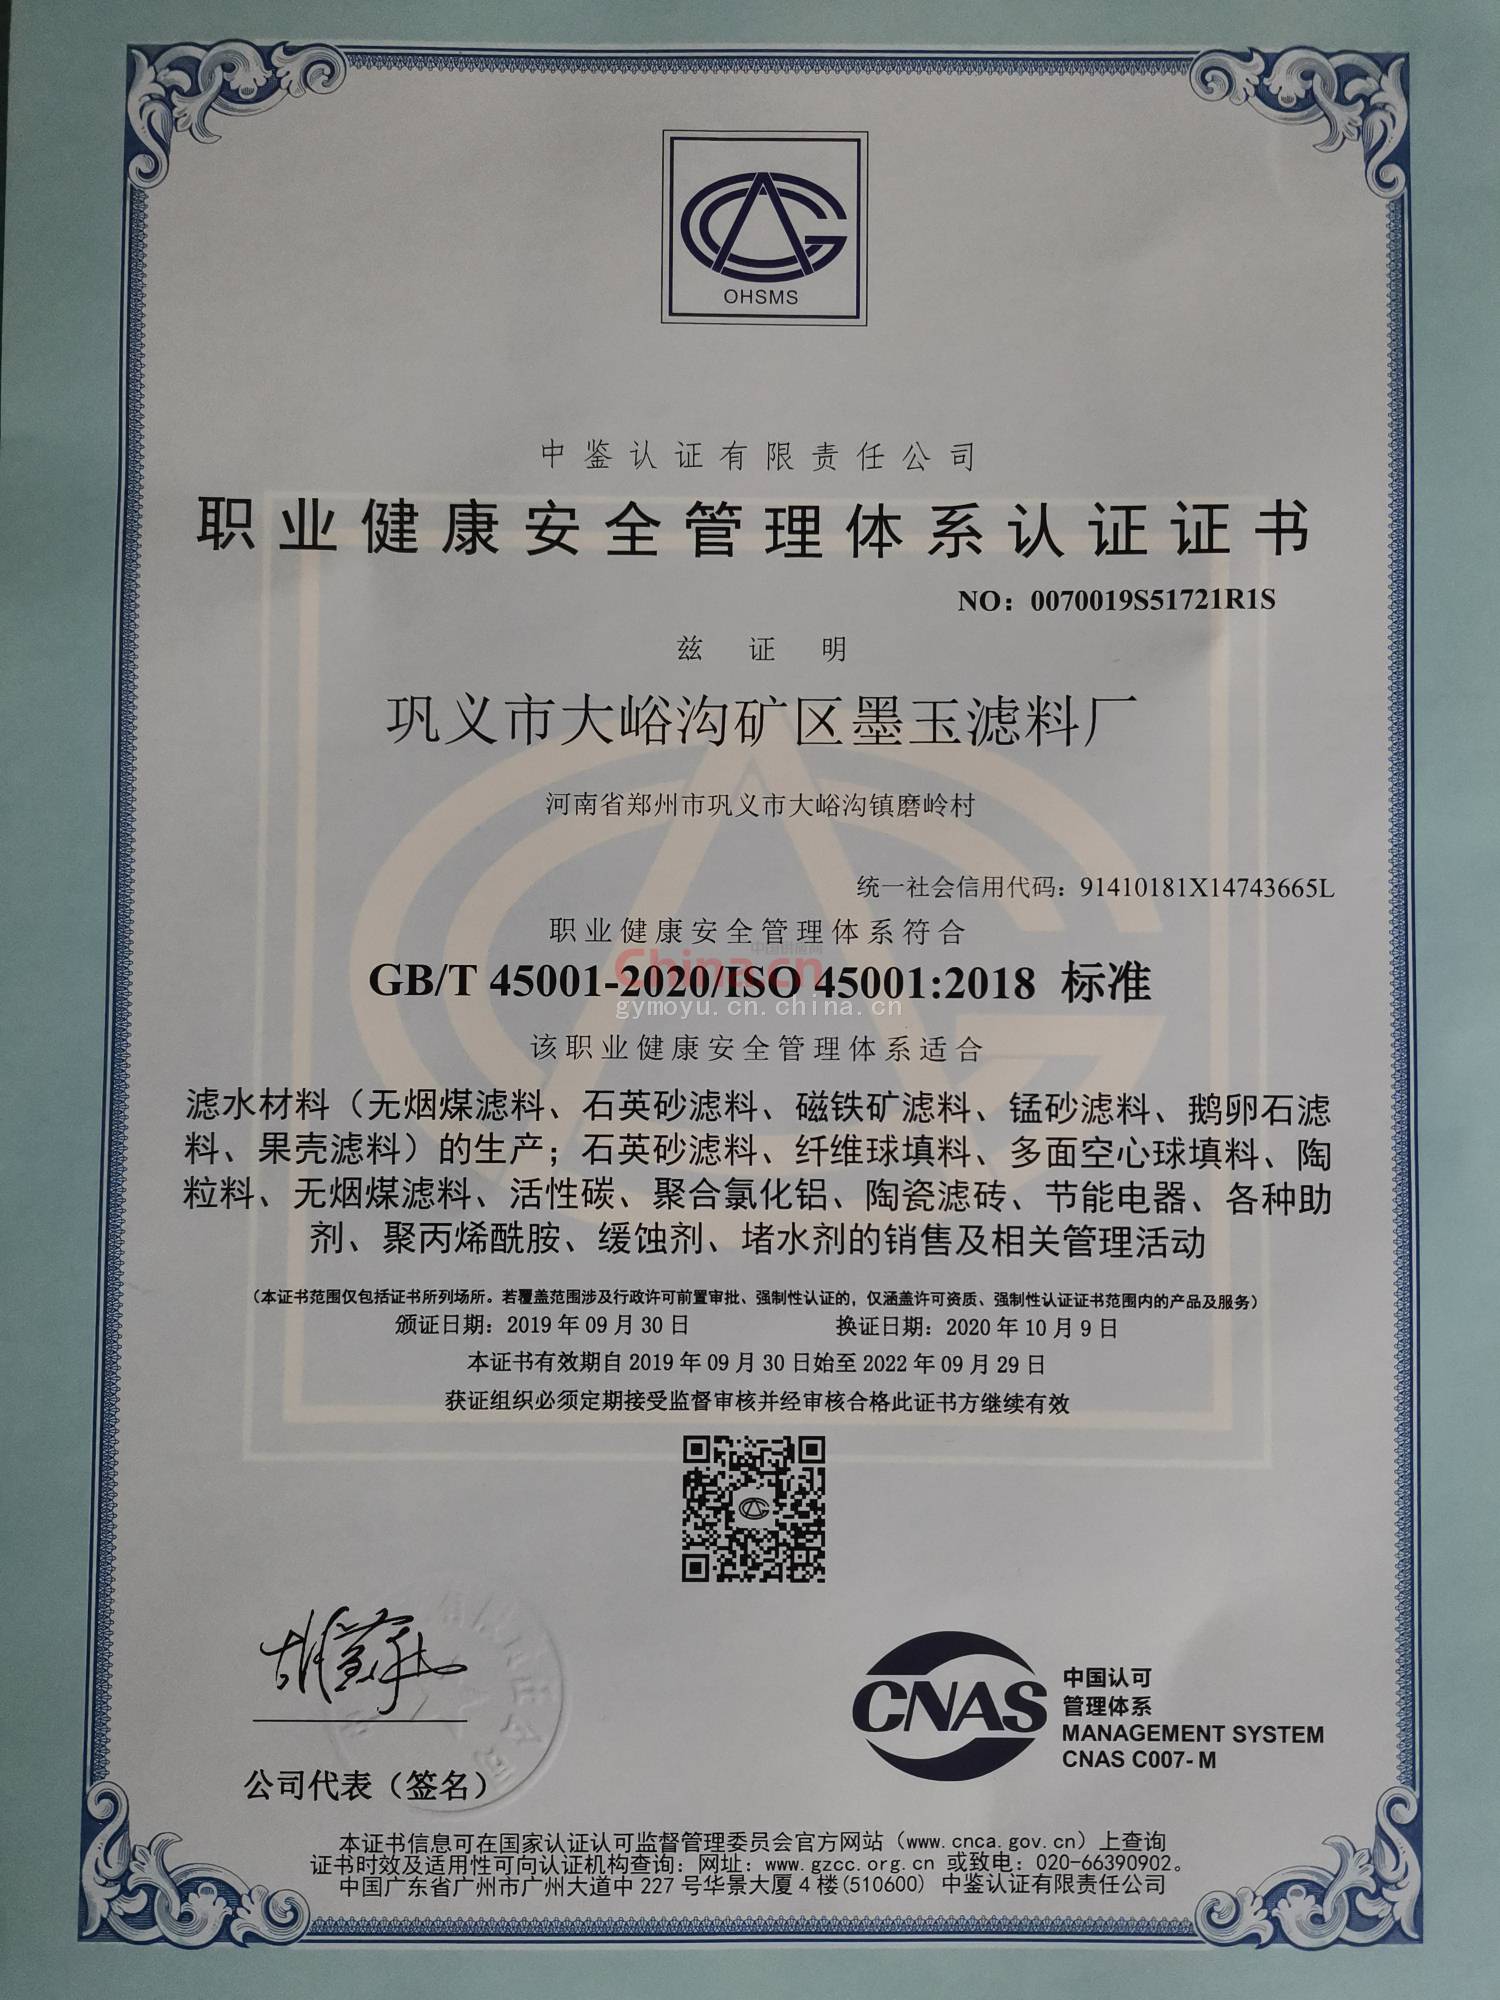 OHSMS
中鉴认证有限责任公司
职业健康安全管理体系认证证书
NO：0070019S51721R1S
兹证明
巩义市大峪沟矿区墨玉滤料厂
河南省郑州市巩义市大峪沟镇磨岭村
统一社会信用代码：91410181X14743665L
职业健康安全管理体系符合
China.cn
GB/T 45001-2020/ISO 45001:2018 标准
gymoyu.cn.china.cn
该职业健康安全管理体系适合
滤水材料（无烟煤滤料、石英砂滤料、磁铁矿滤料、锰砂滤料、鹅卵石滤
料、果壳滤料）的生产；石英砂滤料、纤维球填料、多面空心球填料、陶
粒料、无烟煤滤料、活性碳、聚合氯化铝、陶瓷滤砖、节能电器、各种助
剂、聚丙烯酰胺、缓蚀剂、堵水剂的销售及相关管理活动
（本证书范围仅包括证书所列场所。若覆盖范围涉及行政许可前置审批、强制性认证的，仅涵盖许可资质、强制性认证证书范围内的产品及服务）
颁证日期：2019 年 09 月 30 日 换证日期：2020 年 10 月 9 日
本证书有效期自 2019 年 09 月 30 日始至 2022 年 09 月 29 日
获证组织必须定期接受监督审核并经审核合格此证书方继续有效
公司代表（签名）
CNAS
中国认可
管理体系
MANAGEMENT SYSTEM
CNAS C007-M
本证书信息可在国家认证认可监督管理委员会官方网站（www.cnca.gov.cn）上查询
证书时效及适用性可向认证机构查询：网址：www.gzcc.org.cn 或致电：020-66390902。
中国广东省广州市广州大道中 227 号华景大厦 4 楼(510600) 中鉴认证有限责任公司